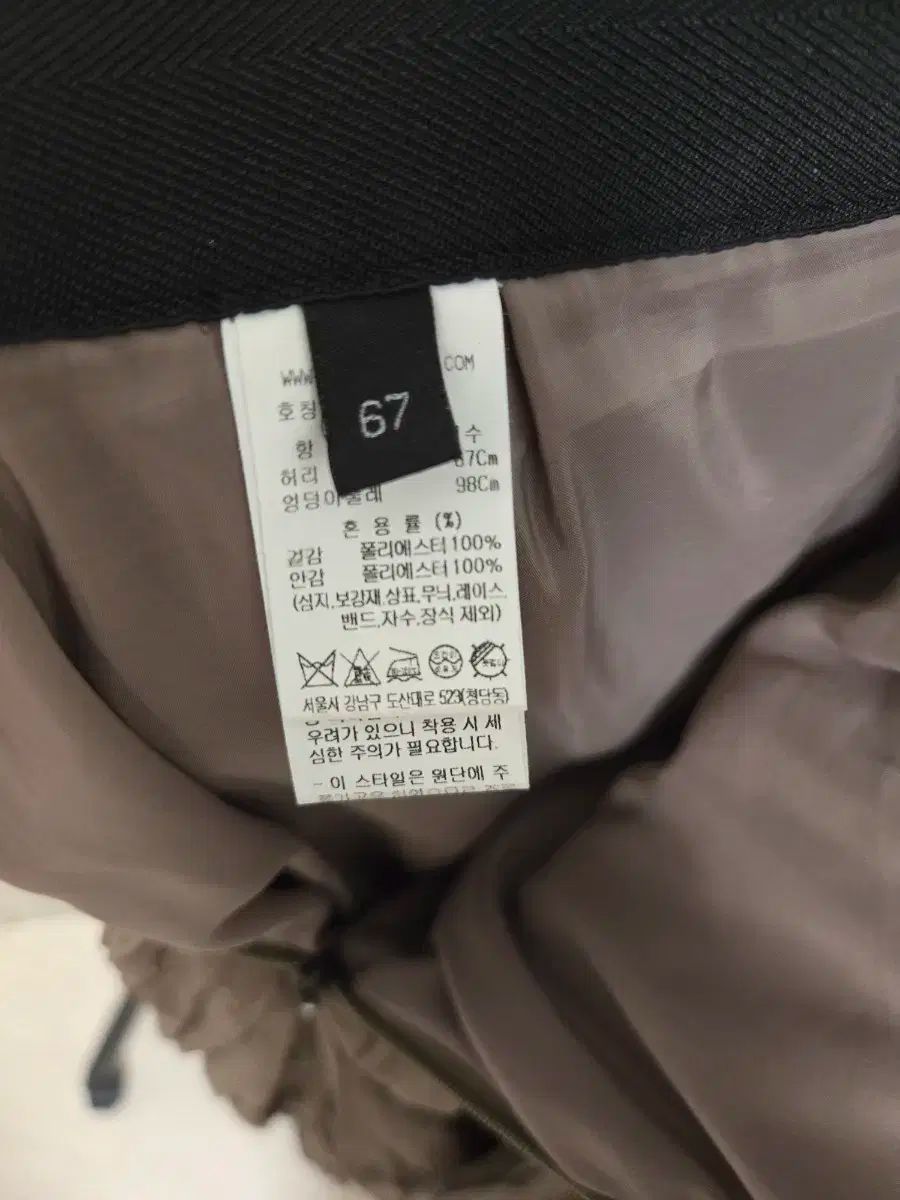 67
WWW COM
호칭
항 수
허리 67Cm
엉덩이둘레 98Cm
혼 용 률 (%)
겉감 폴리에스터100%
안감 폴리에스터100%
(심지,보강재,상표,무늬,레이스,
밴드,자수,장식 제외)
서울시 강남구 도산대로 523(청담동)
우려가 있으니 착용 시 세
심한 주의가 필요합니다.
- 이 스타일은 원단에 주